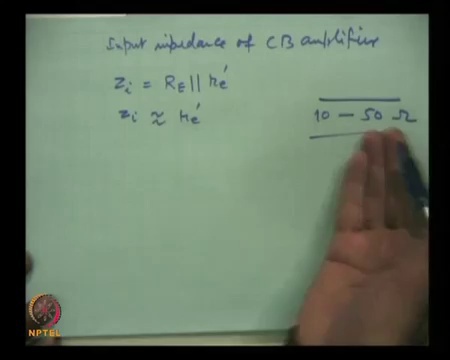 Input impedance of CB amplifier
Zi = RE || re'
Zi ≈ re'
10 – 50 Ω
NPTEL